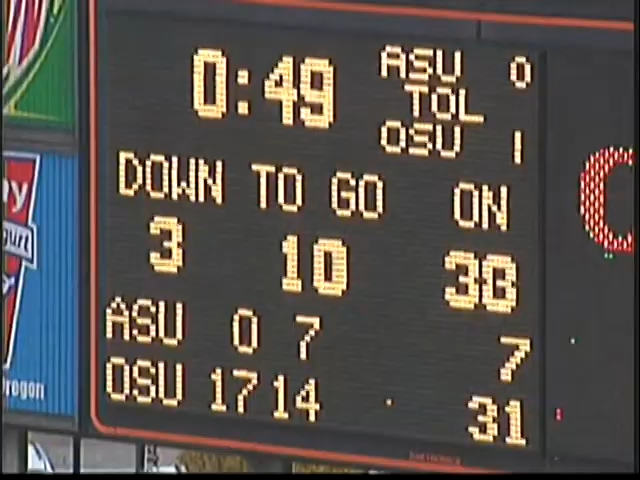 0:49 ASU 0
TOL
OSU 1
DOWN TO GO ON
3 10 38
ASU 0 7 7
OSU 17 14 31
regon